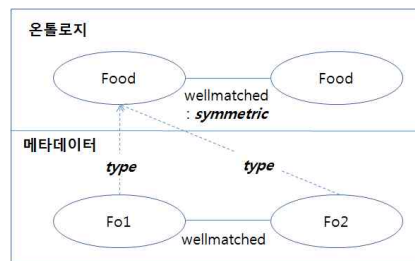 온톨로지
Food
Food
wellmatched
: symmetric
메타데이터
type
type
Fo1
Fo2
wellmatched